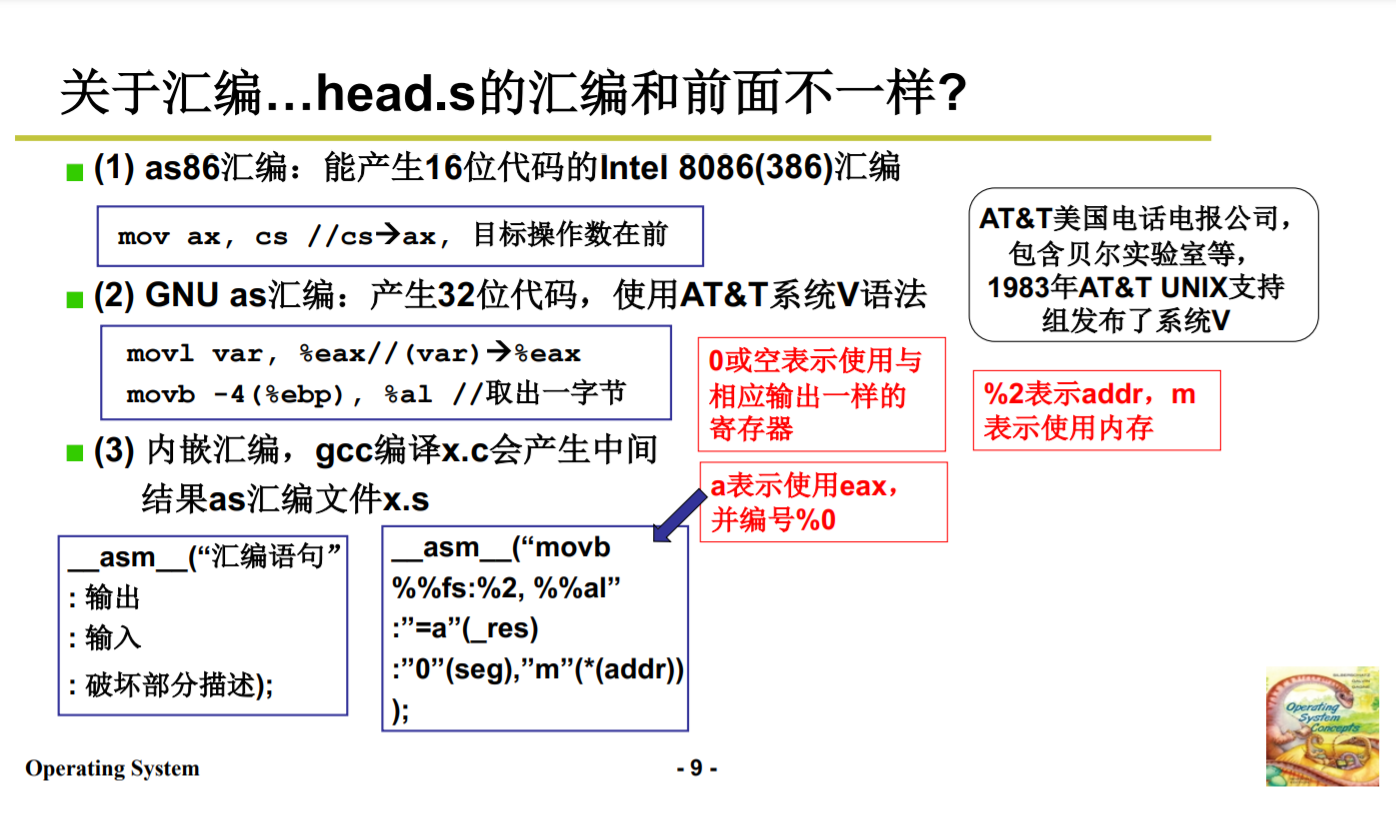 关于汇编…head.s的汇编和前面不一样?
(1) as86汇编：能产生16位代码的Intel 8086(386)汇编
mov ax, cs //cs→ax, 目标操作数在前
AT&T美国电话电报公司，
包含贝尔实验室等，
1983年AT&T UNIX支持
组发布了系统V
(2) GNU as汇编：产生32位代码，使用AT&T系统V语法
movl var, %eax//(var)→%eax
movb -4(%ebp), %al //取出一字节
0或空表示使用与
相应输出一样的
寄存器
%2表示addr，m
表示使用内存
(3) 内嵌汇编，gcc编译x.c会产生中间
结果as汇编文件x.s
a表示使用eax，
并编号%0
__asm__(“汇编语句”
: 输出
: 输入
: 破坏部分描述);
__asm__(“movb
%%fs:%2, %%al”
:”=a”(_res)
:”0”(seg),”m”(*(addr))
);
Operating
System
Concepts
Operating System
- 9 -